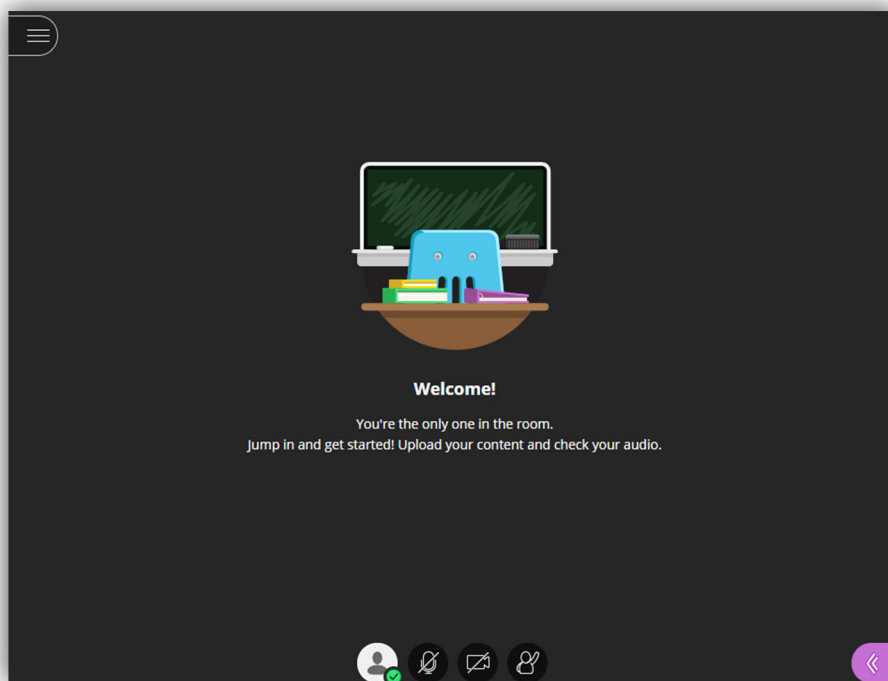 Welcome!
You're the only one in the room.
Jump in and get started! Upload your content and check your audio.